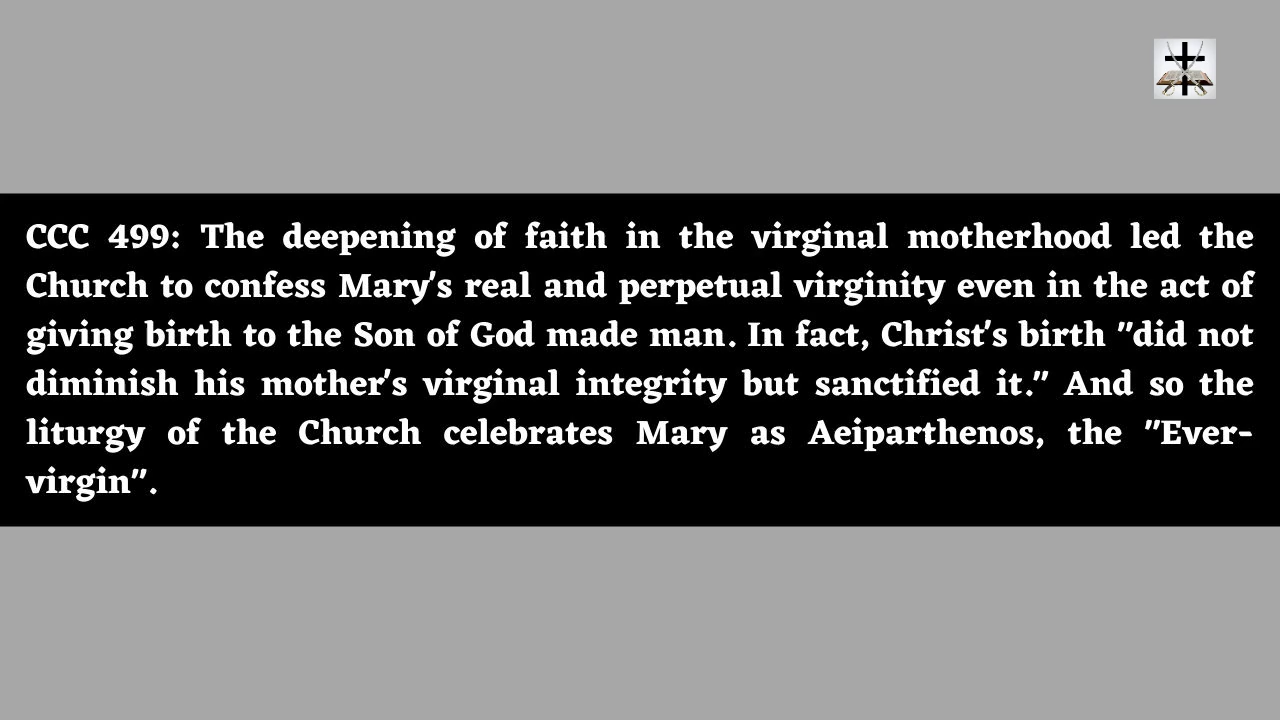 CCC 499: The deepening of faith in the virginal motherhood led the
Church to confess Mary's real and perpetual virginity even in the act of
giving birth to the Son of God made man. In fact, Christ's birth "did not
diminish his mother's virginal integrity but sanctified it." And so the
liturgy of the Church celebrates Mary as Aeiparthenos, the "Ever-
virgin".